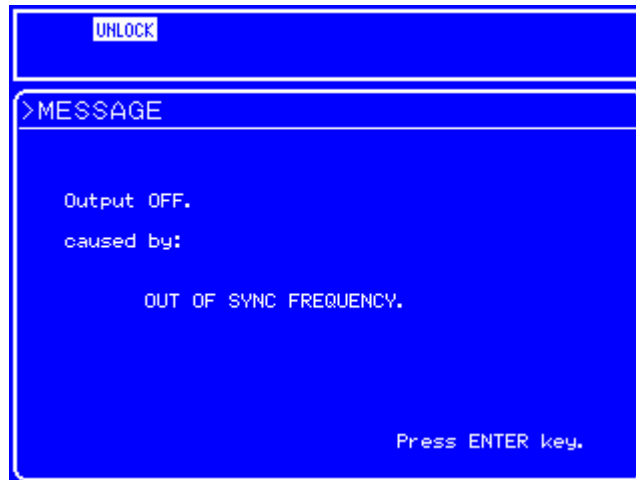 UNLOCK
>MESSAGE
Output OFF.
caused by:
OUT OF SYNC FREQUENCY.
Press ENTER key.